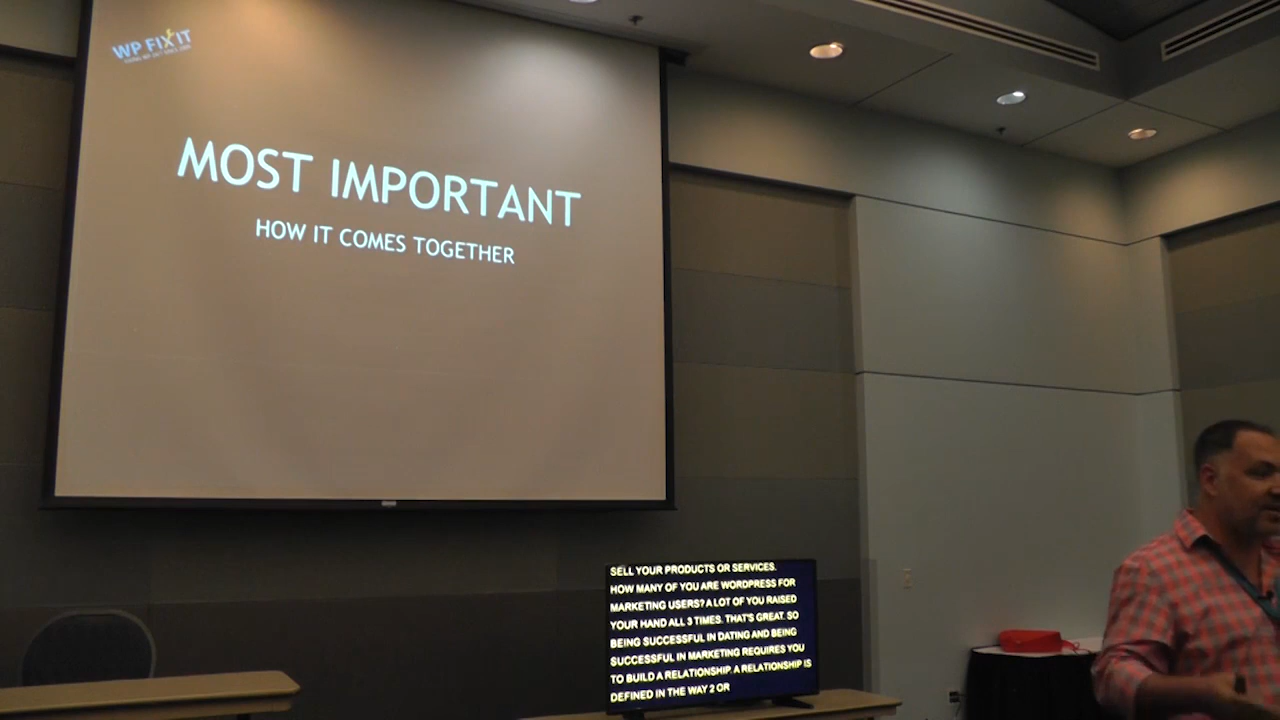 WP FIX IT
MOST IMPORTANT
HOW IT COMES TOGETHER
SELL YOUR PRODUCTS OR SERVICES.
HOW MANY OF YOU ARE WORDPRESS FOR
MARKETING USERS? A LOT OF YOU RAISED
YOUR HAND ALL 3 TIMES. THAT'S GREAT. SO
BEING SUCCESSFUL IN DATING AND BEING
SUCCESSFUL IN MARKETING REQUIRES YOU
TO BUILD A RELATIONSHIP. A RELATIONSHIP IS
DEFINED IN THE WAY 2 OR